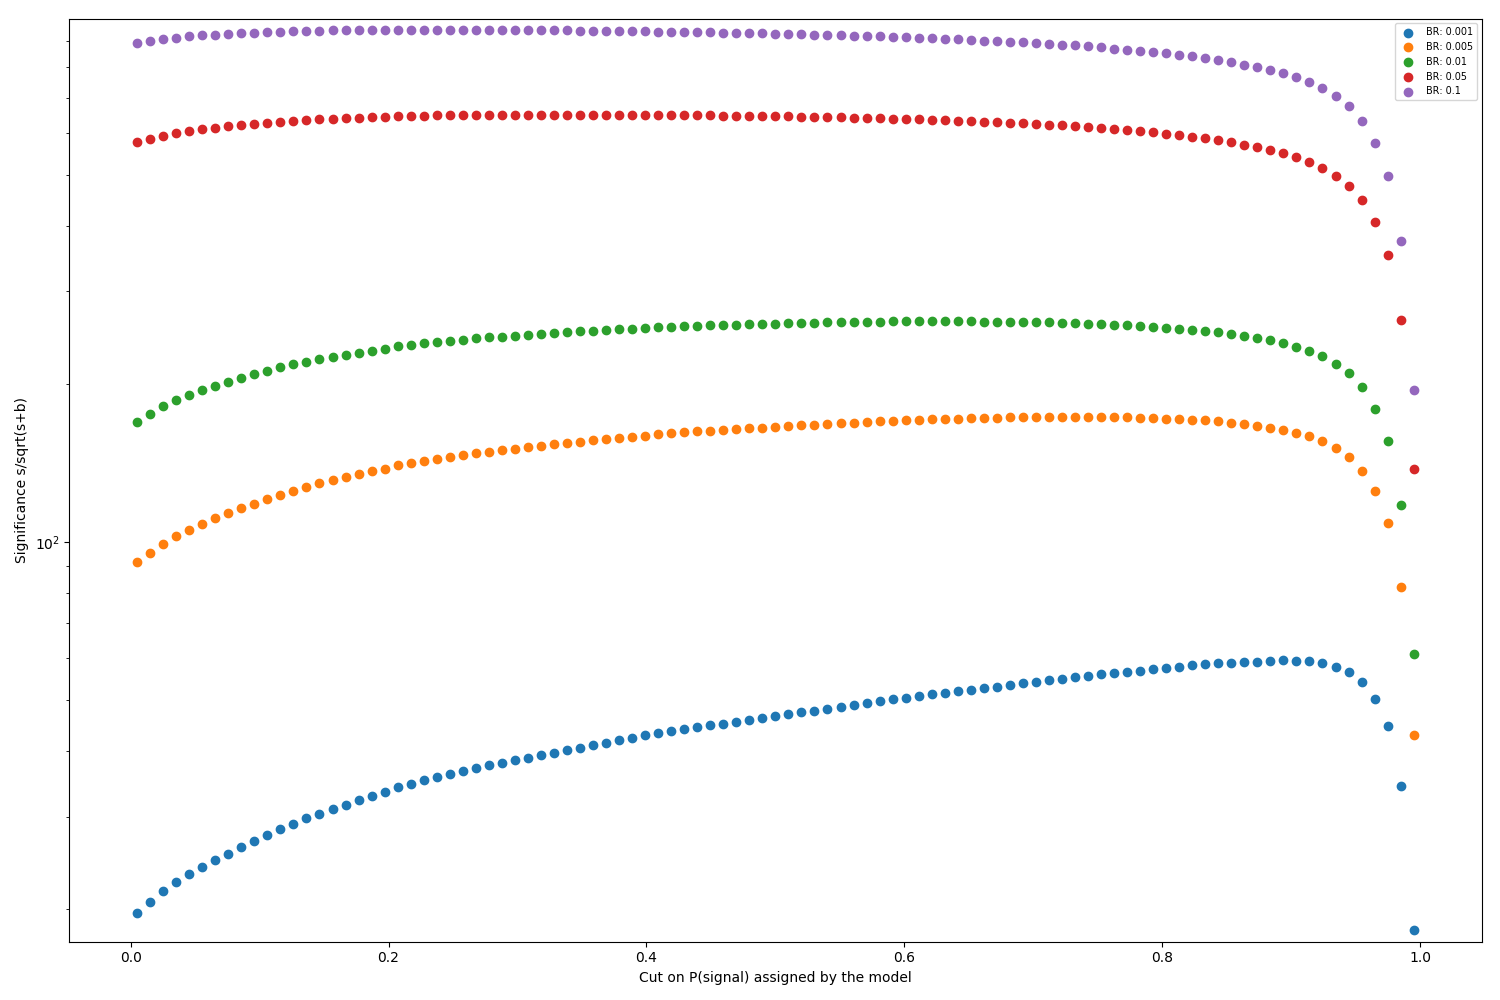 BR: 0.001
BR: 0.005
BR: 0.01
BR: 0.05
BR: 0.1
Significance s/sqrt(s+b)
10²
0.0 0.2 0.4 0.6 0.8 1.0
Cut on P(signal) assigned by the model